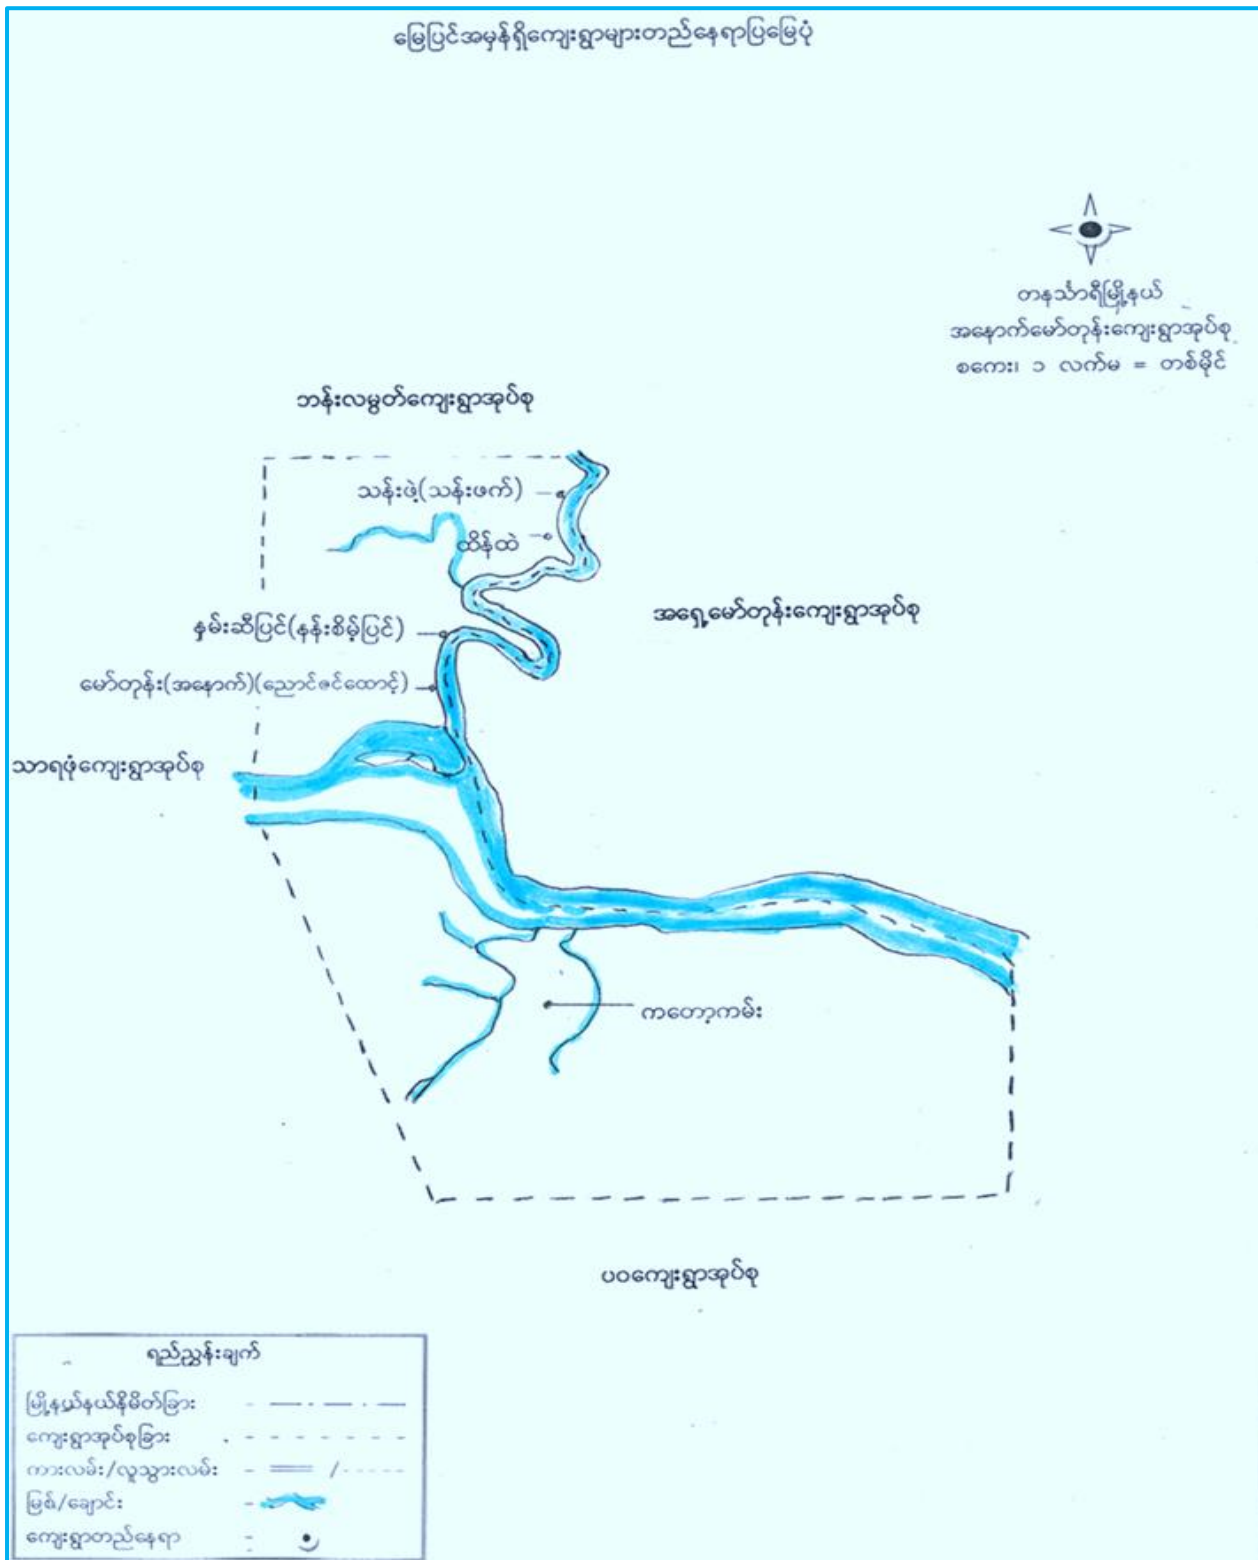 မြေပြင်အမှန်ရှိကျေးရွာများတည်နေရာပြမြေပုံ
တနင်္သာရီမြို့နယ်
အနောက်မော်တုန်းကျေးရွာအုပ်စု
စကေး၊ ၁ လက်မ = တစ်မိုင်
ဘန်းလမွတ်ကျေးရွာအုပ်စု
သန်းဖဲ့(သန်းဖက်)
ထိန်ထဲ
အရှေ့မော်တုန်းကျေးရွာအုပ်စု
နှမ်းဆီပြင်(နန်းစိမ့်ပြင်)
မော်တုန်း(အနောက်)(ညောင်ဇင်ထောင့်)
သာရဖုံကျေးရွာအုပ်စု
ကတော့ကမ်း
ပဝကျေးရွာအုပ်စု
ရည်ညွှန်းချက်
မြို့နယ်နယ်နိမိတ်ခြား
ကျေးရွာအုပ်စုခြား
ကားလမ်း/လူသွားလမ်း
မြစ်/ချောင်း
ကျေးရွာတည်နေရာ